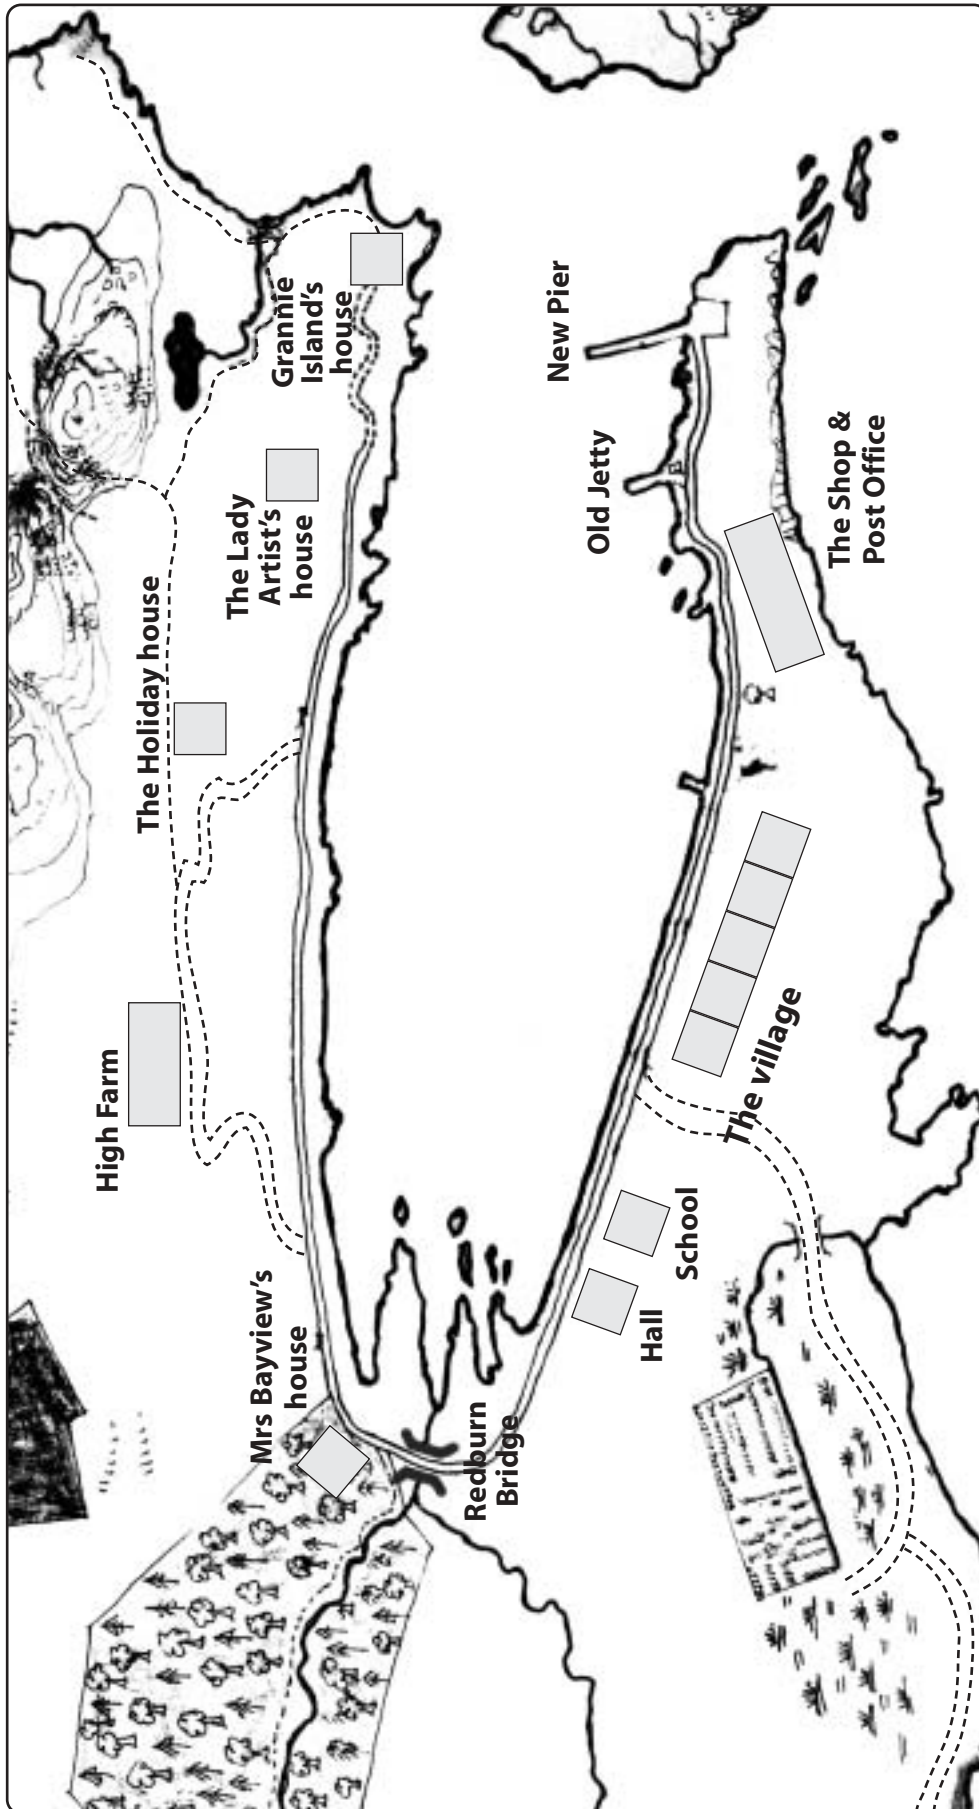 Grannie
Island's
house
The Lady
Artist's
house
The Holiday house
High Farm
Mrs Bayview's
house
Redburn
Bridge
Hall
School
The village
The Shop &
Post Office
Old Jetty
New Pier